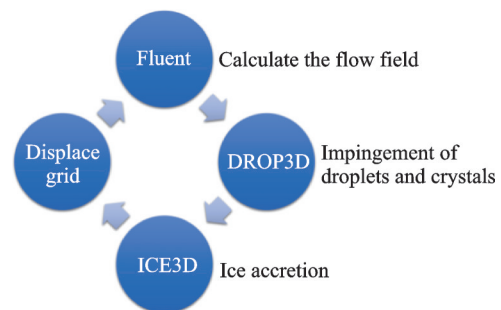 Fluent
Calculate the flow field
Displace
grid
DROP3D
Impingement of
droplets and crystals
ICE3D
Ice accretion